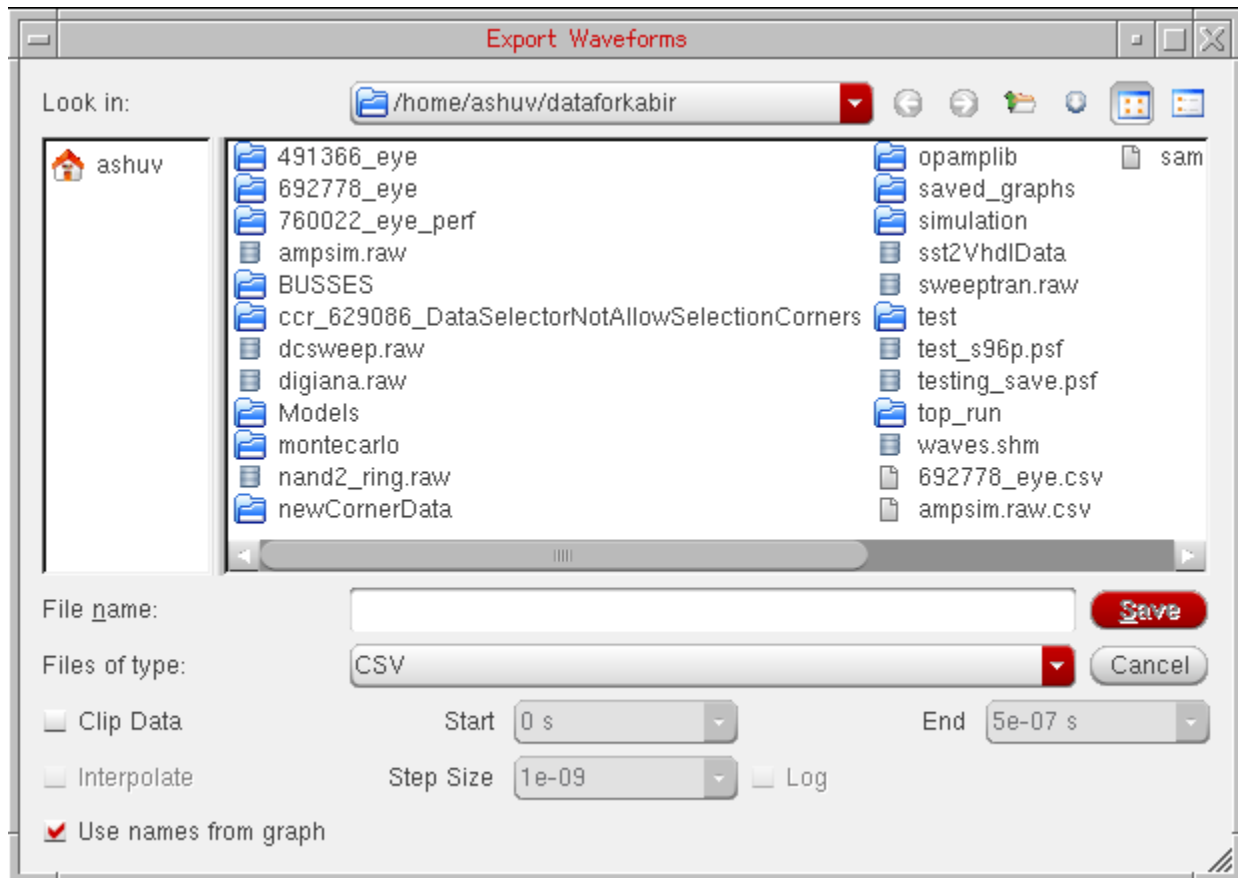 Export Waveforms
Look in: /home/ashuv/dataforkabir
ashuv
491366_eye
692778_eye
760022_eye_perf
ampsim.raw
BUSSES
ccr_629086_DataSelectorNotAllowSelectionCorners
dcsweep.raw
digiana.raw
Models
montecarlo
nand2_ring.raw
newCornerData
opamplib
saved_graphs
simulation
sst2VhdlData
sweeptran.raw
test
test_s96p.psf
testing_save.psf
top_run
waves.shm
692778_eye.csv
ampsim.raw.csv
sam
File name: Save
Files of type: CSV Cancel
Clip Data Start 0 s End 5e-07 s
Interpolate Step Size 1e-09 Log
Use names from graph